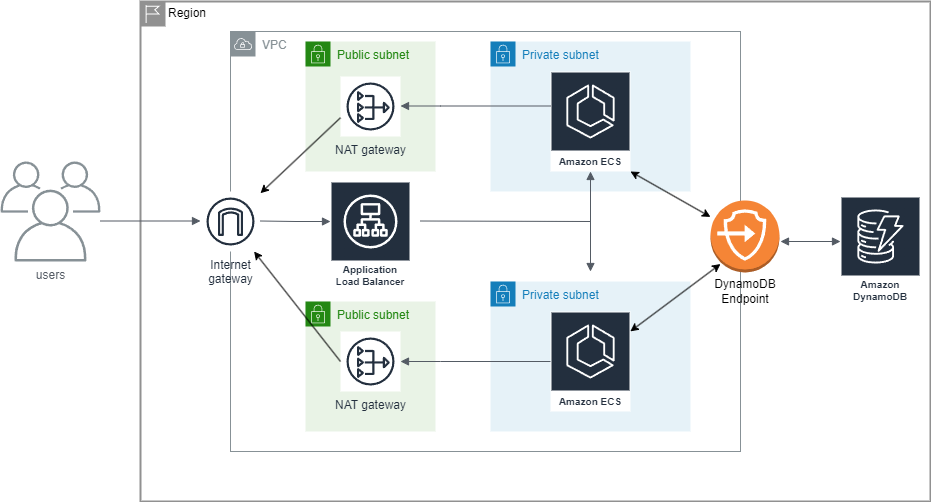 Region
VPC
Public subnet
Private subnet
NAT gateway
Amazon ECS
users
Internet
gateway
Application
Load Balancer
DynamoDB
Endpoint
Amazon
DynamoDB
Public subnet
Private subnet
NAT gateway
Amazon ECS